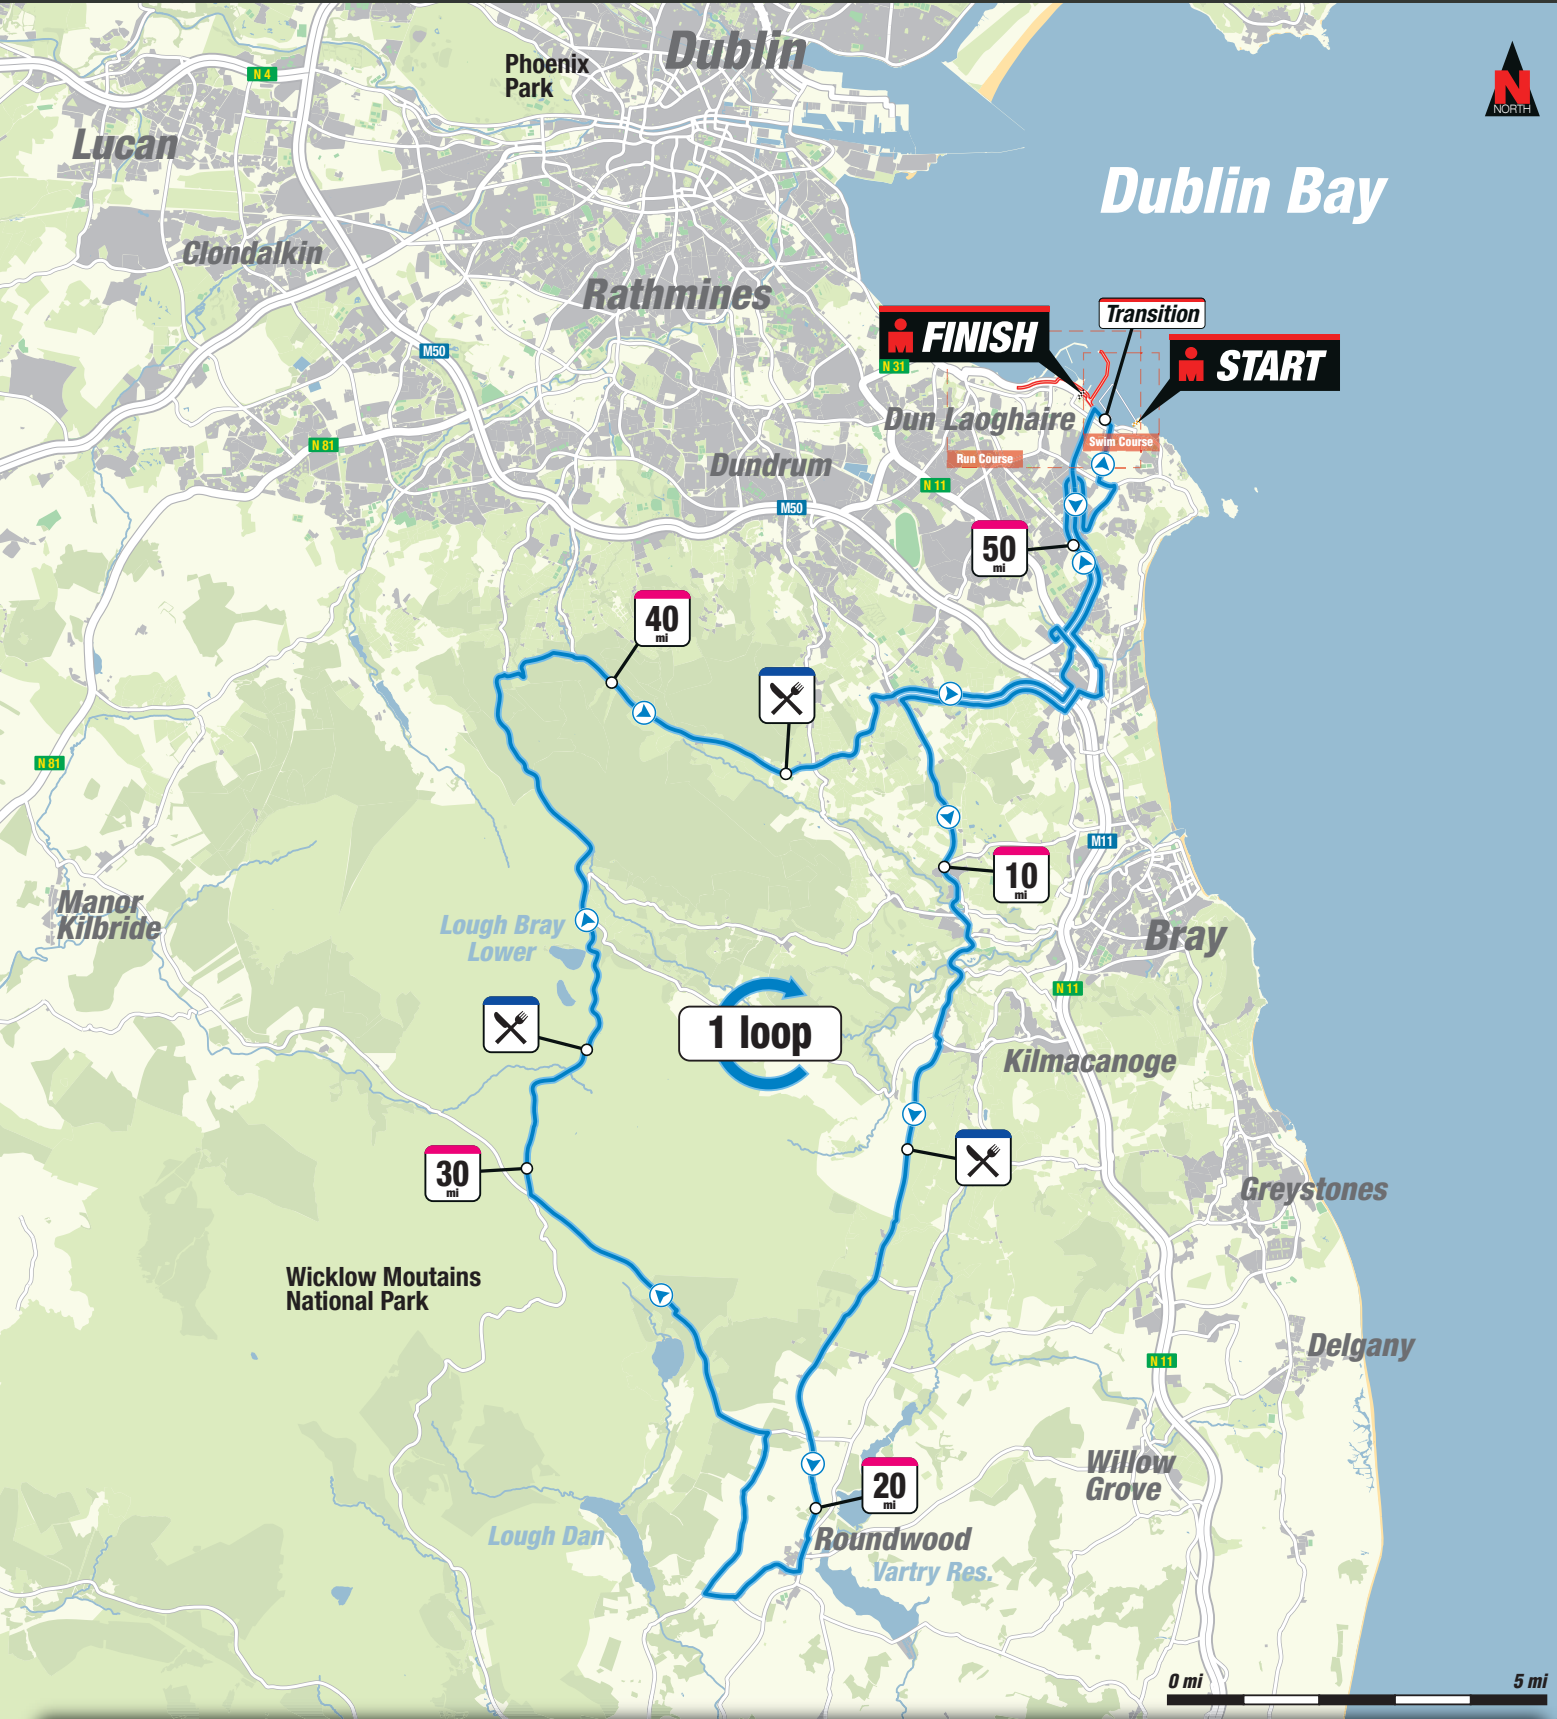 Dublin
Phoenix
Park
N 4
Lucan
N
NORTH
Dublin Bay
Clondalkin
Rathmines
Transition
FINISH
START
M50
N 31
Dun Laoghaire
Swim Course
Run Course
N 81
Dundrum
N 11
M50
50
mi
40
mi
N 81
M11
10
mi
Manor
Kilbride
Lough Bray
Lower
Bray
N 11
1 loop
Kilmacanoge
30
mi
Greystones
Wicklow Moutains
National Park
Delgany
N 11
Willow
Grove
20
mi
Lough Dan
Roundwood
Vartry Res.
0 mi
5 mi